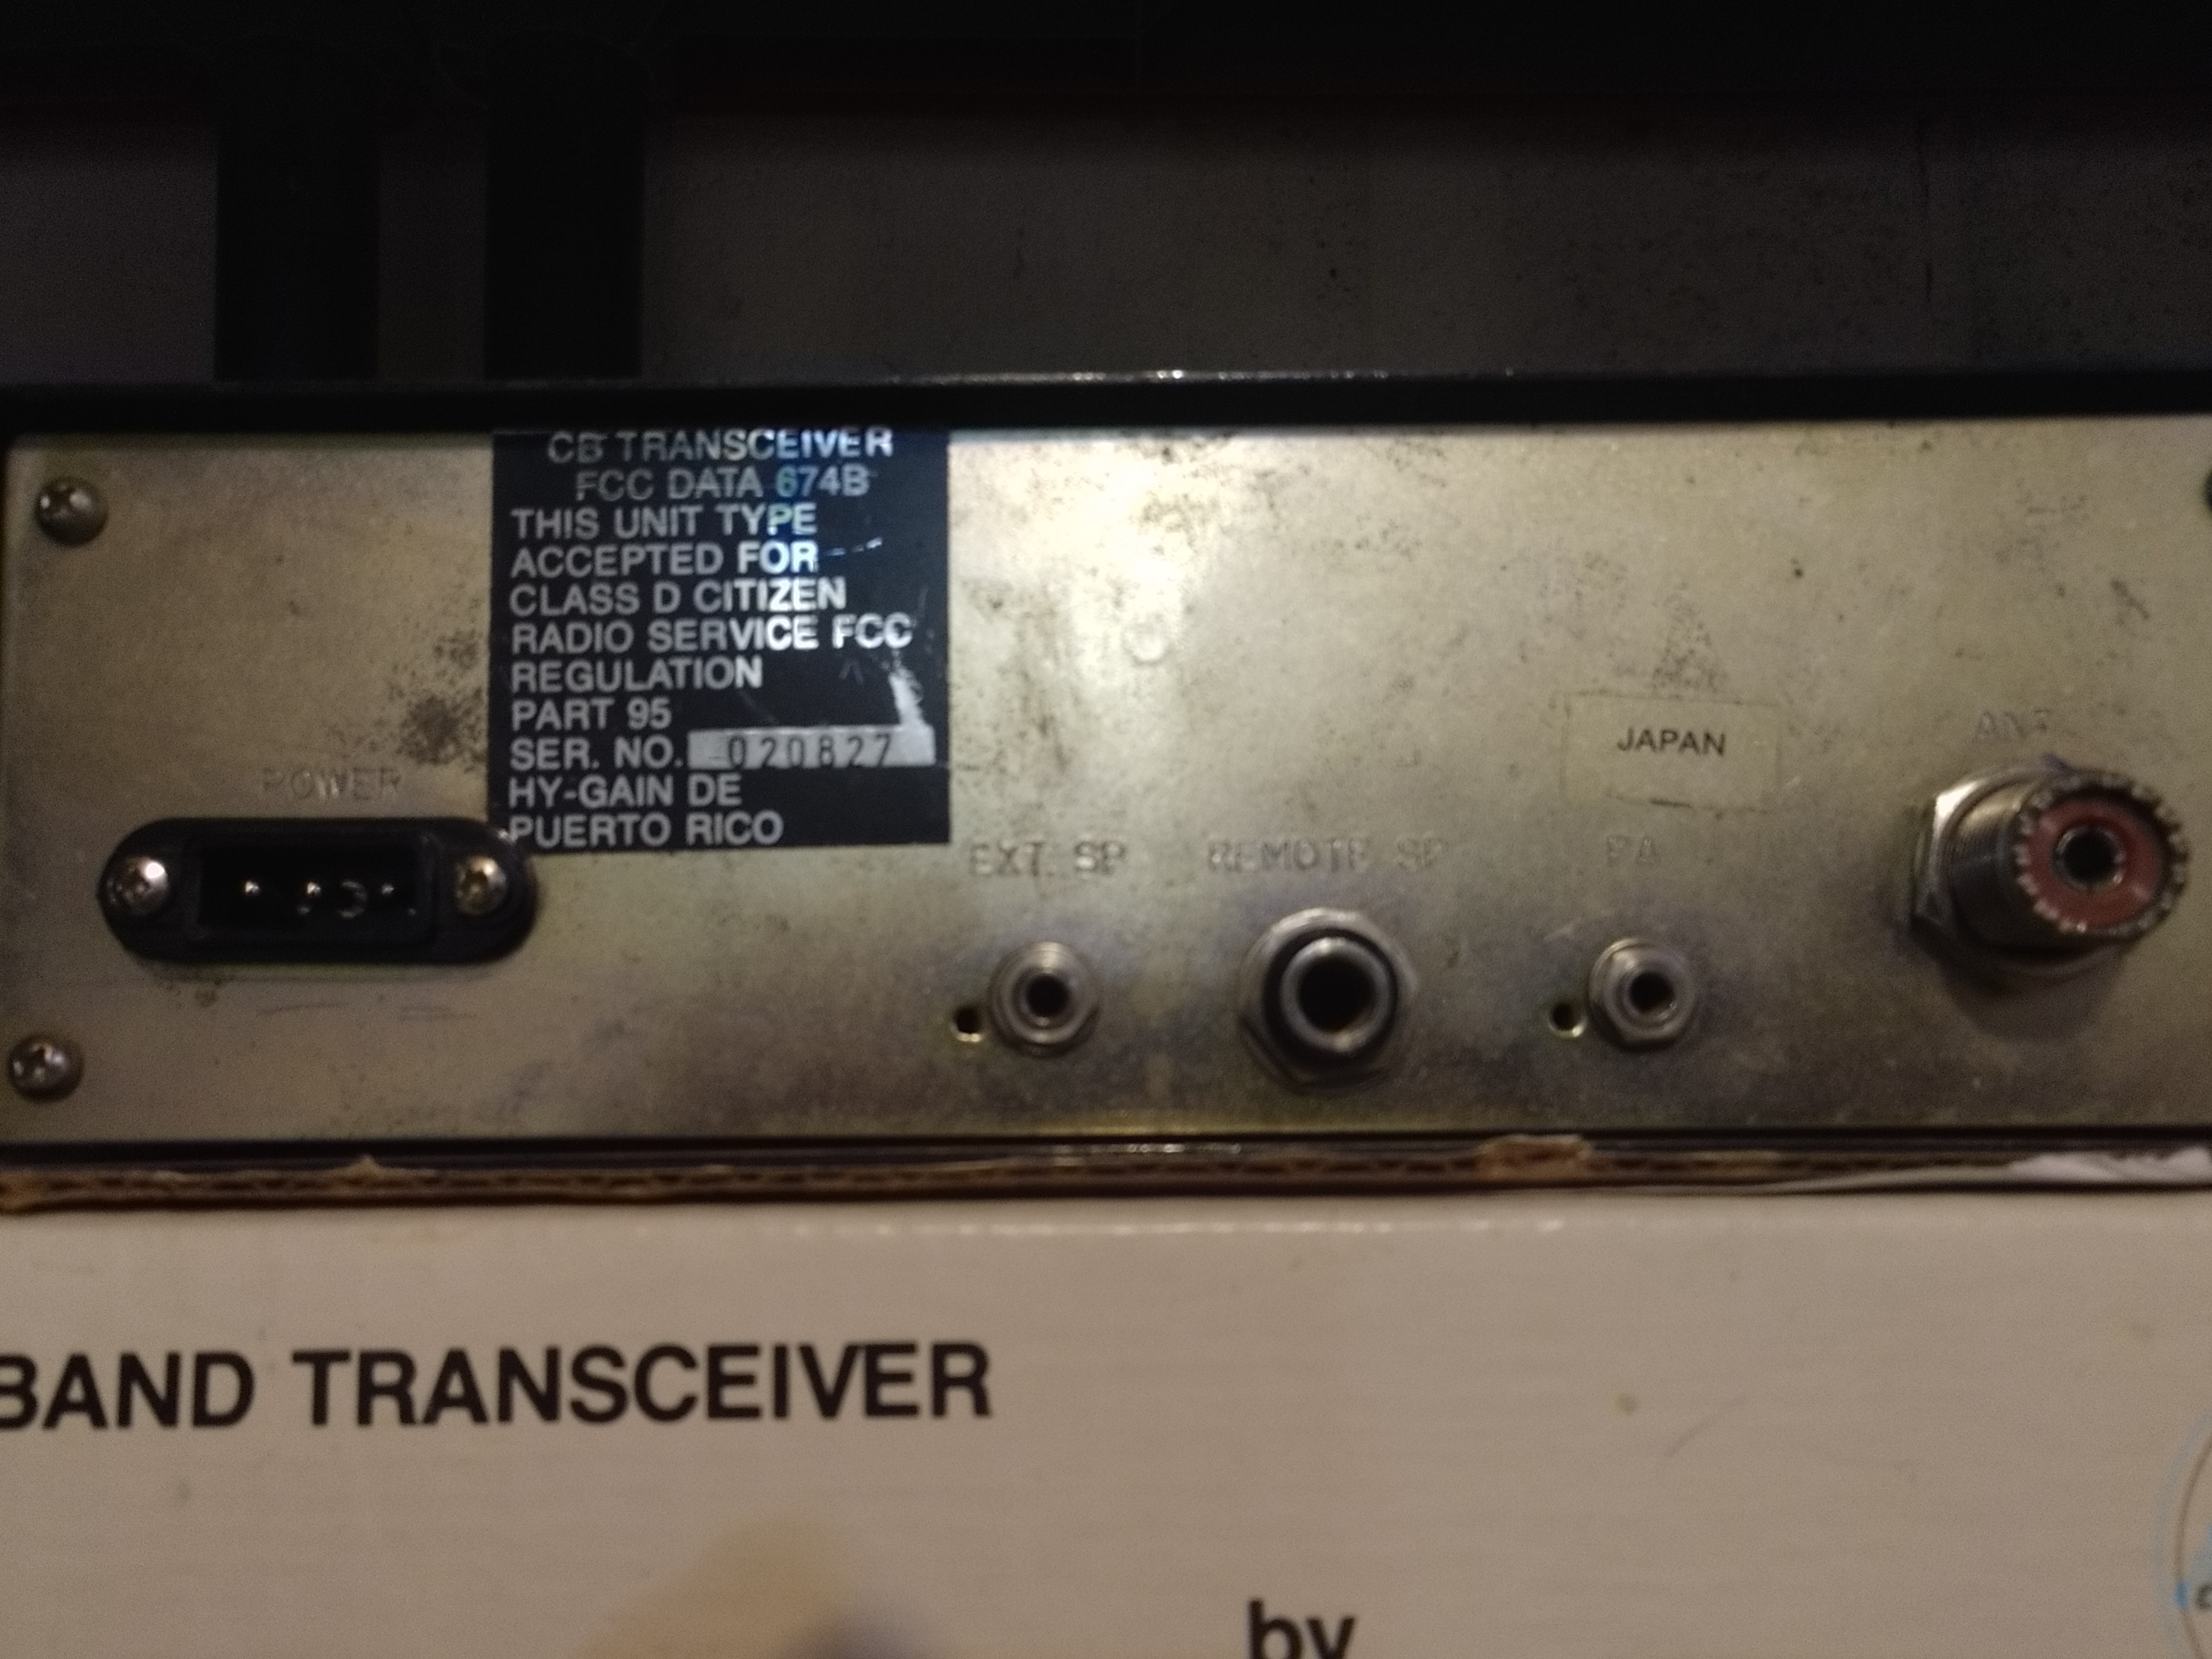 CB TRANSCEIVER
FCC DATA 674B
THIS UNIT TYPE
ACCEPTED FOR
CLASS D CITIZEN
RADIO SERVICE FCC
REGULATION
PART 95
SER. NO. 020827
HY-GAIN DE
PUERTO RICO
POWER
EXT. SP
REMOTE SP
PA
JAPAN
ANT
BAND TRANSCEIVER
by